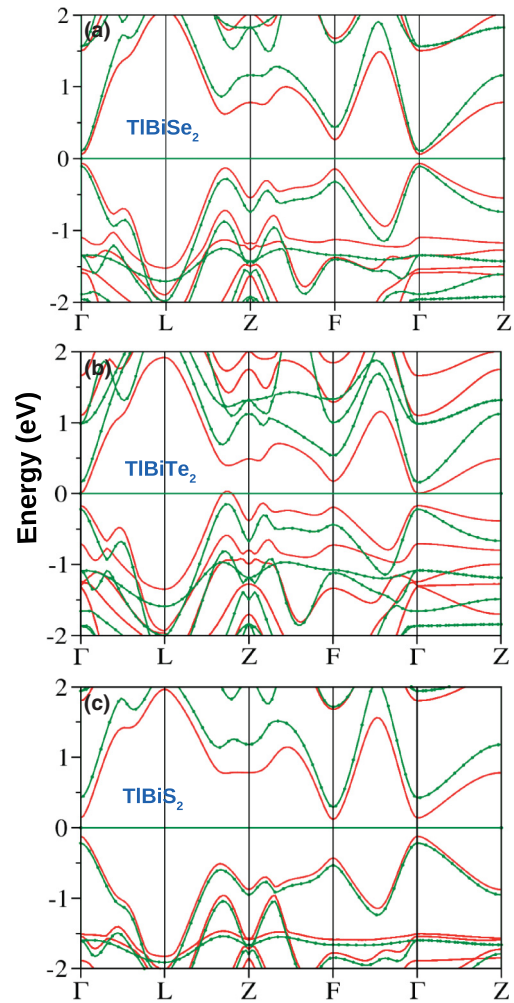 (a)
TlBiSe2
2
1
0
-1
-2
Γ L Z F Γ Z
(b)
TlBiTe2
2
1
0
-1
-2
Γ L Z F Γ Z
Energy (eV)
(c)
TlBiS2
2
1
0
-1
-2
Γ L Z F Γ Z